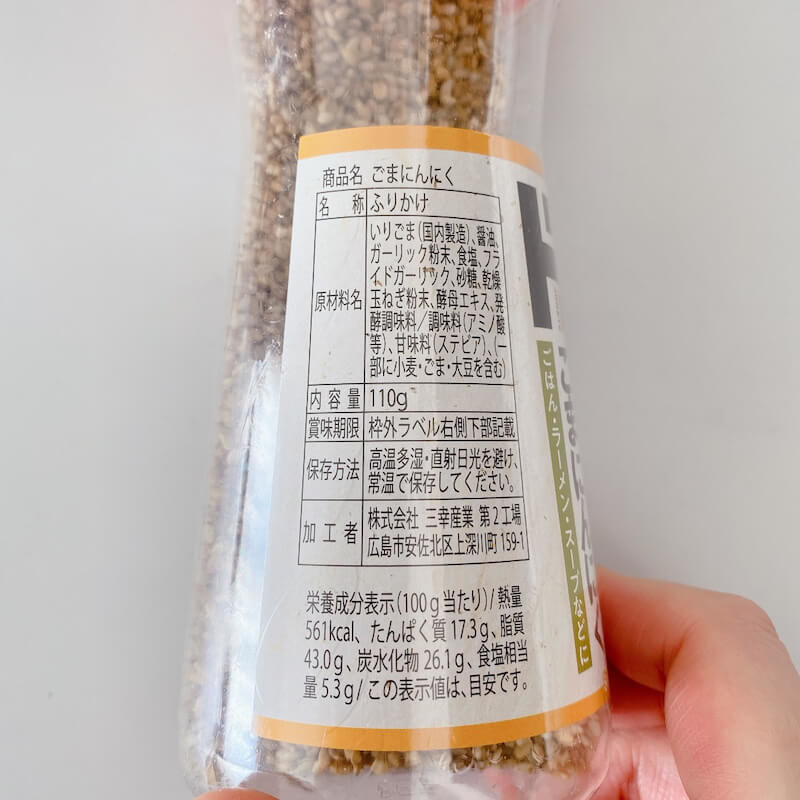 商品名 ごまにんにく
名称 ふりかけ
原材料名
いりごま(国内製造)、醤油、
ガーリック粉末、食塩、フラ
イドガーリック、砂糖、乾燥
玉ねぎ粉末、酵母エキス、発
酵調味料/調味料(アミノ酸
等)、甘味料(ステビア)、(一
部に小麦・ごま・大豆を含む)
内容量 110g
賞味期限 枠外ラベル右側下部記載
保存方法
高温多湿・直射日光を避け、
常温で保存してください。
加工者
株式会社 三幸産業 第2工場
広島市安佐北区上深川町159-1
栄養成分表示(100g当たり)/熱量
561kcal、たんぱく質17.3g、脂質
43.0g、炭水化物26.1g、食塩相当
量5.3g/この表示値は、目安です。
ごはん・ラーメン・スープなどに